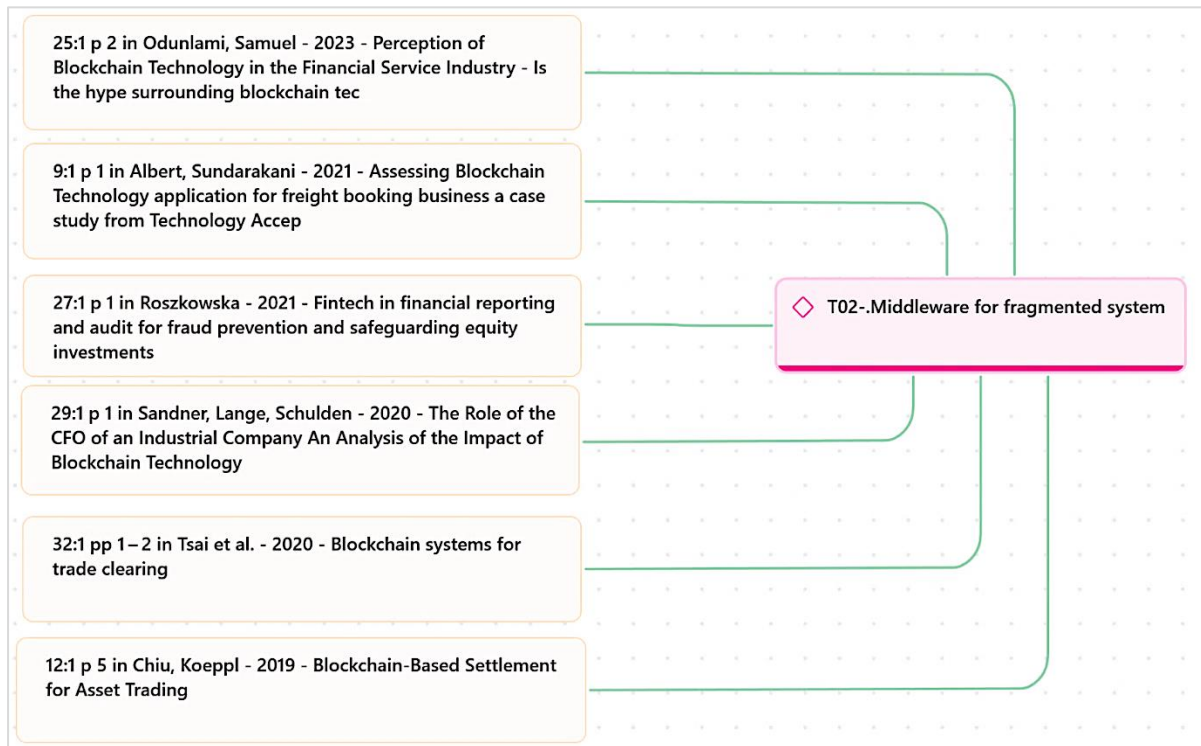 25:1 p 2 in Odunlami, Samuel - 2023 - Perception of
Blockchain Technology in the Financial Service Industry - Is
the hype surrounding blockchain tec
9:1 p 1 in Albert, Sundarakani - 2021 - Assessing Blockchain
Technology application for freight booking business a case
study from Technology Accep
27:1 p 1 in Roszkowska - 2021 - Fintech in financial reporting
and audit for fraud prevention and safeguarding equity
investments
T02-.Middleware for fragmented system
29:1 p 1 in Sandner, Lange, Schulden - 2020 - The Role of the
CFO of an Industrial Company An Analysis of the Impact of
Blockchain Technology
32:1 pp 1–2 in Tsai et al. - 2020 - Blockchain systems for
trade clearing
12:1 p 5 in Chiu, Koeppl - 2019 - Blockchain-Based Settlement
for Asset Trading